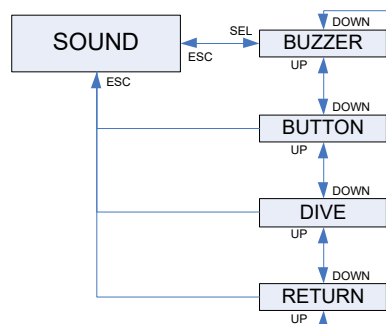 DOWN
SOUND
SEL
BUZZER
ESC
UP
ESC
DOWN
BUTTON
UP
DOWN
DIVE
UP
DOWN
RETURN
UP